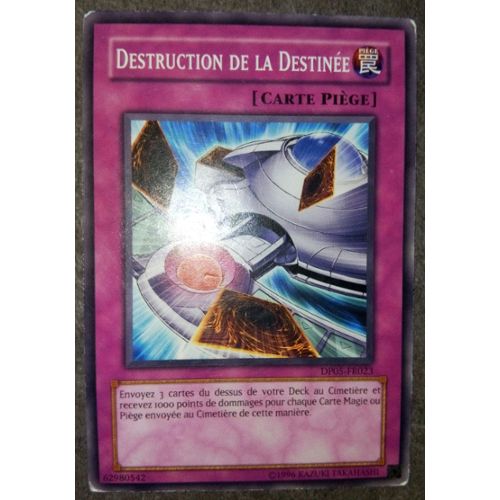 DESTRUCTION DE LA DESTINÉE
PIÈGE
罠
[CARTE PIÈGE]
DP05-FR023
Envoyez 3 cartes du dessus de votre Deck au Cimetière et
recevez 1000 points de dommages pour chaque Carte Magie ou
Piège envoyée au Cimetière de cette manière.
62980542
©1996 KAZUKI TAKAHASHI